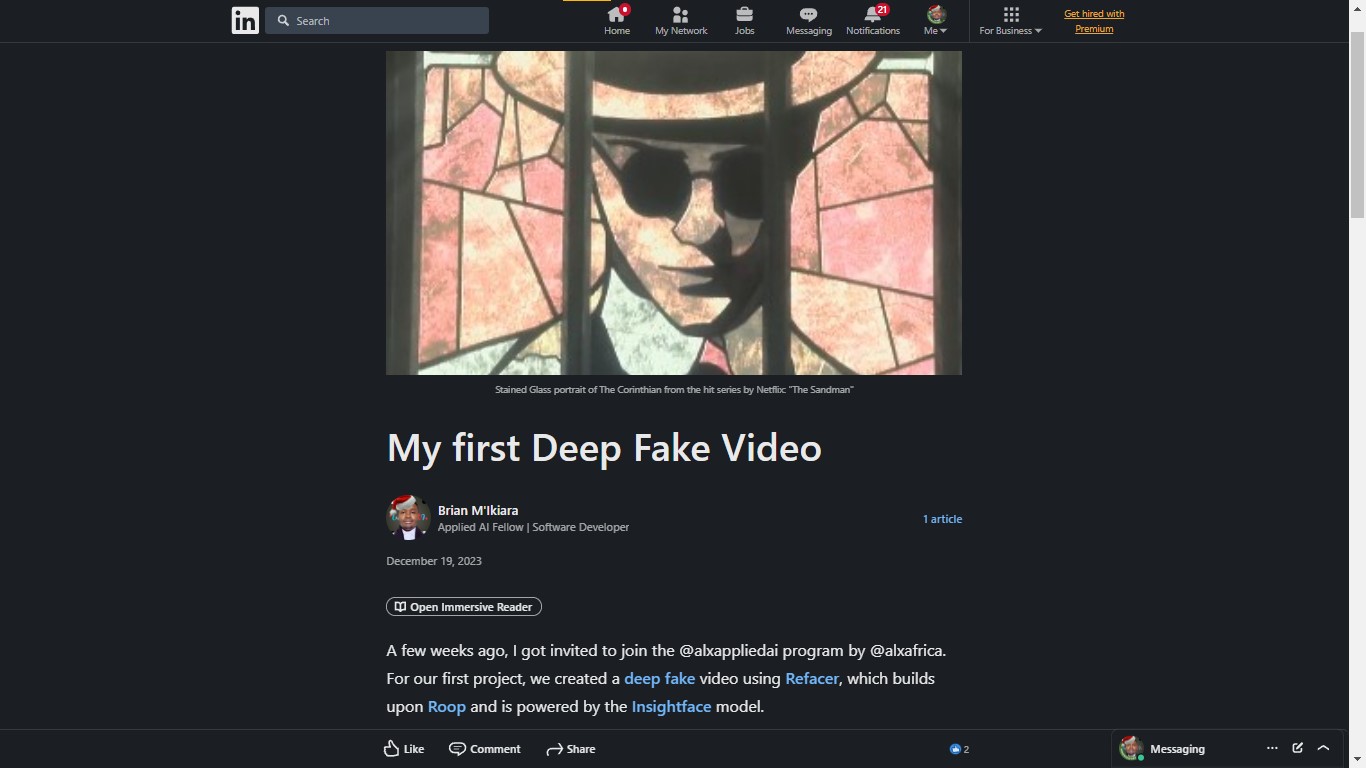 in
Search
Home
My Network
Jobs
Messaging
21
Notifications
Me
For Business
Get hired with
Premium
Stained Glass portrait of The Corinthian from the hit series by Netflix: "The Sandman"
My first Deep Fake Video
Brian M'Ikiara
Applied AI Fellow | Software Developer
1 article
December 19, 2023
Open Immersive Reader
A few weeks ago, I got invited to join the @alxappliedai program by @alxafrica.
For our first project, we created a deep fake video using Refacer, which builds
upon Roop and is powered by the Insightface model.
Like
Comment
Share
2
Messaging